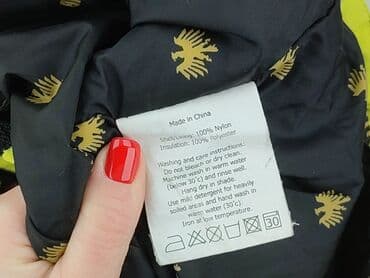 Made in China
Shell/Lining: 100% Nylon
Insulation: 100% Polyester
Washing and care instructions:
Do not bleach or dry clean.
Machine wash in warm water
(below 30°c) and rinse well.
Hang dry in shade.
Use mild detergent for heavily
soiled areas and hand wash in
warm water (30°c)
Iron at low temperature.
30